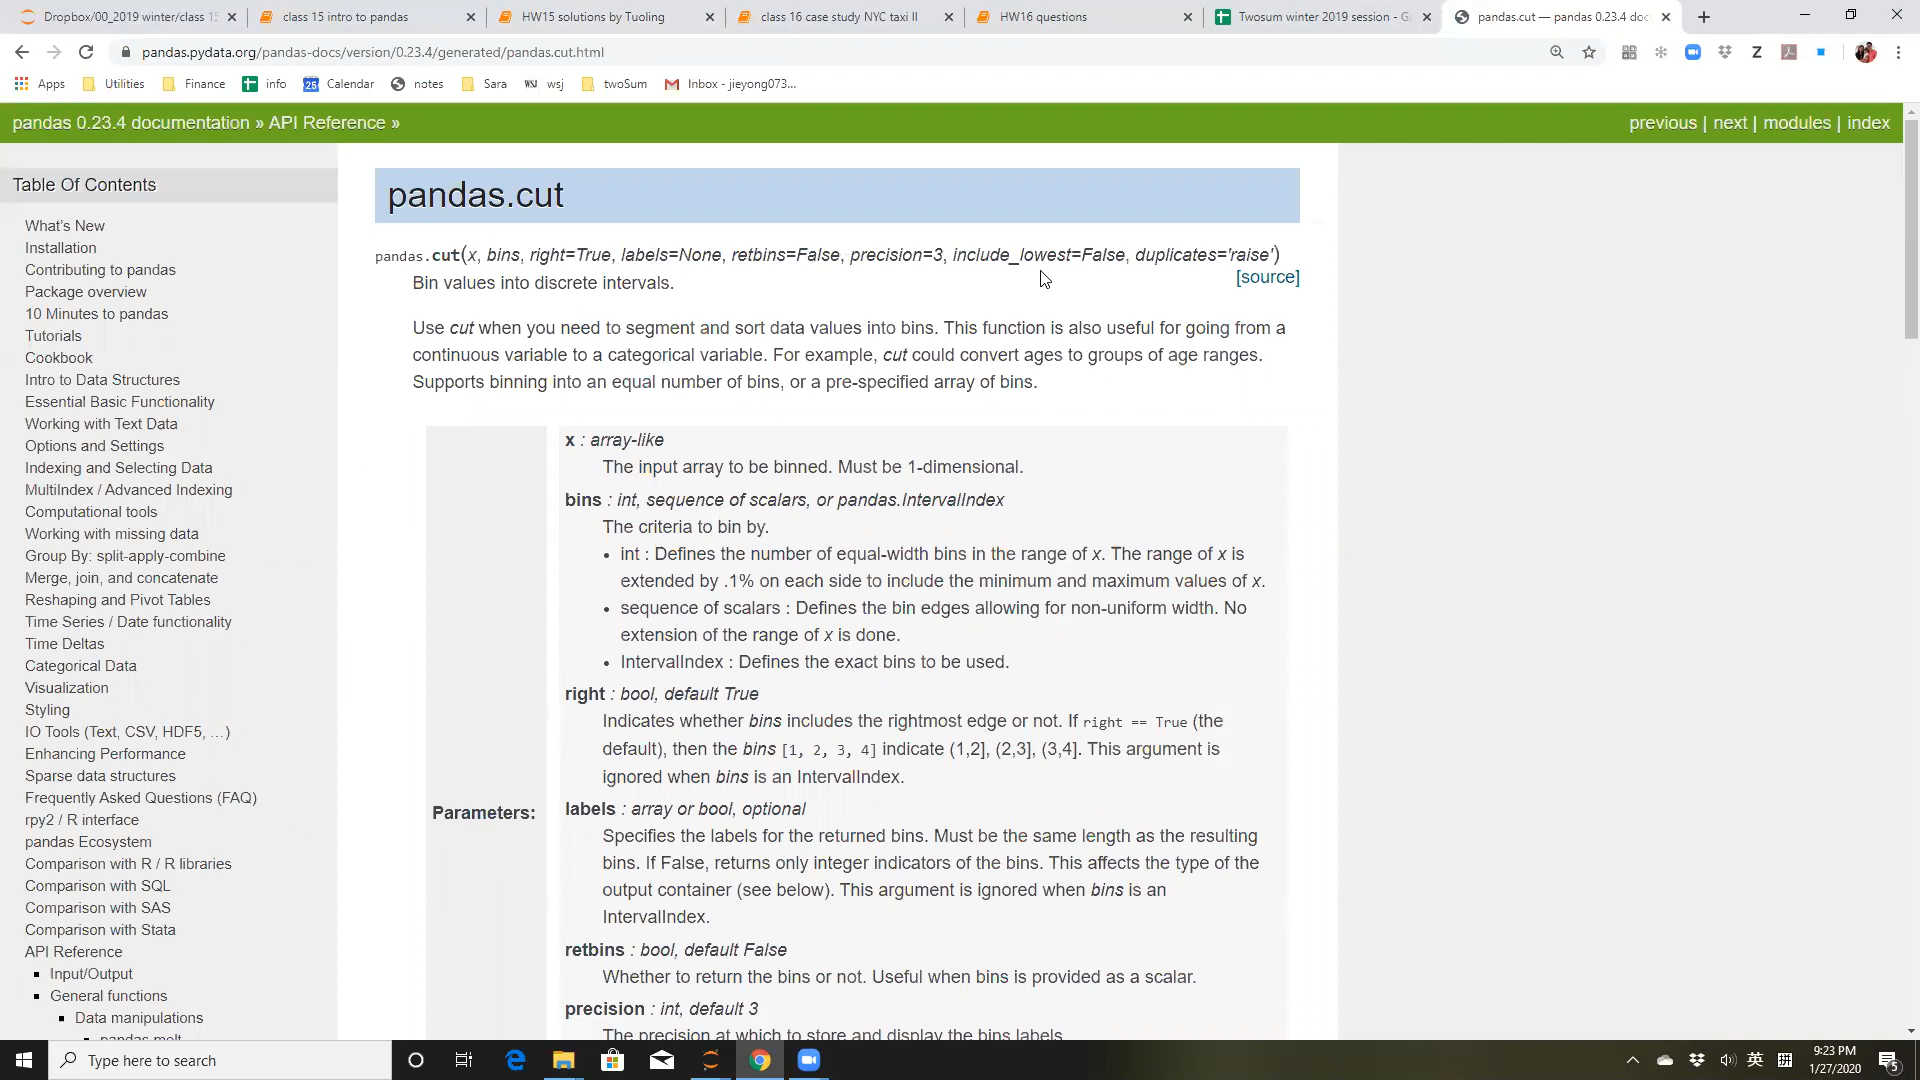 Dropbox/00_2019 winter/class 15
class 15 intro to pandas
HW15 solutions by Tuoling
class 16 case study NYC taxi II
HW16 questions
Twosum winter 2019 session - G
pandas.cut — pandas 0.23.4 doc
pandas.pydata.org/pandas-docs/version/0.23.4/generated/pandas.cut.html
Apps Utilities Finance info Calendar notes Sara wsj twoSum Inbox - jieyong073...
pandas 0.23.4 documentation » API Reference »
previous | next | modules | index
Table Of Contents
What's New
Installation
Contributing to pandas
Package overview
10 Minutes to pandas
Tutorials
Cookbook
Intro to Data Structures
Essential Basic Functionality
Working with Text Data
Options and Settings
Indexing and Selecting Data
MultiIndex / Advanced Indexing
Computational tools
Working with missing data
Group By: split-apply-combine
Merge, join, and concatenate
Reshaping and Pivot Tables
Time Series / Date functionality
Time Deltas
Categorical Data
Visualization
Styling
IO Tools (Text, CSV, HDF5, …)
Enhancing Performance
Sparse data structures
Frequently Asked Questions (FAQ)
rpy2 / R interface
pandas Ecosystem
Comparison with R / R libraries
Comparison with SQL
Comparison with SAS
Comparison with Stata
API Reference
Input/Output
General functions
Data manipulations
pandas.melt
pandas.cut
pandas.cut(x, bins, right=True, labels=None, retbins=False, precision=3, include_lowest=False, duplicates='raise')
[source]
Bin values into discrete intervals.
Use cut when you need to segment and sort data values into bins. This function is also useful for going from a
continuous variable to a categorical variable. For example, cut could convert ages to groups of age ranges.
Supports binning into an equal number of bins, or a pre-specified array of bins.
Parameters:
x : array-like
The input array to be binned. Must be 1-dimensional.
bins : int, sequence of scalars, or pandas.IntervalIndex
The criteria to bin by.
• int : Defines the number of equal-width bins in the range of x. The range of x is
extended by .1% on each side to include the minimum and maximum values of x.
• sequence of scalars : Defines the bin edges allowing for non-uniform width. No
extension of the range of x is done.
• IntervalIndex : Defines the exact bins to be used.
right : bool, default True
Indicates whether bins includes the rightmost edge or not. If right == True (the
default), then the bins [1, 2, 3, 4] indicate (1,2], (2,3], (3,4]. This argument is
ignored when bins is an IntervalIndex.
labels : array or bool, optional
Specifies the labels for the returned bins. Must be the same length as the resulting
bins. If False, returns only integer indicators of the bins. This affects the type of the
output container (see below). This argument is ignored when bins is an
IntervalIndex.
retbins : bool, default False
Whether to return the bins or not. Useful when bins is provided as a scalar.
precision : int, default 3
The precision at which to store and display the bins labels.
Type here to search
英 拼
9:23 PM
1/27/2020
5